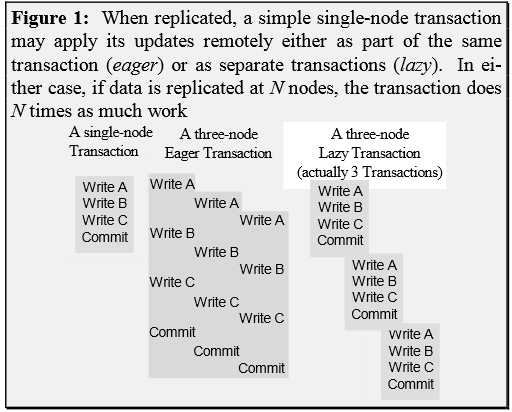 Figure 1: When replicated, a simple single-node transaction
may apply its updates remotely either as part of the same
transaction (eager) or as separate transactions (lazy). In ei-
ther case, if data is replicated at N nodes, the transaction does
N times as much work
A single-node
Transaction
Write A
Write B
Write C
Commit
A three-node
Eager Transaction
Write A
Write A
Write A
Write B
Write B
Write B
Write C
Write C
Write C
Commit
Commit
Commit
A three-node
Lazy Transaction
(actually 3 Transactions)
Write A
Write B
Write C
Commit
Write A
Write B
Write C
Commit
Write A
Write B
Write C
Commit